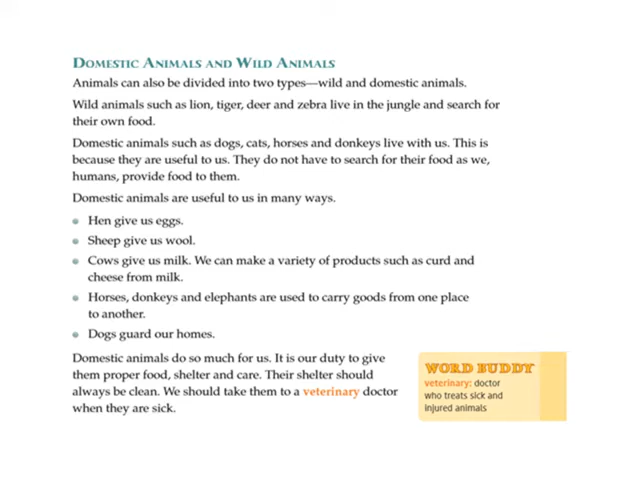 DOMESTIC ANIMALS AND WILD ANIMALS
Animals can also be divided into two types—wild and domestic animals.
Wild animals such as lion, tiger, deer and zebra live in the jungle and search for
their own food.
Domestic animals such as dogs, cats, horses and donkeys live with us. This is
because they are useful to us. They do not have to search for their food as we,
humans, provide food to them.
Domestic animals are useful to us in many ways.
Hen give us eggs.
Sheep give us wool.
Cows give us milk. We can make a variety of products such as curd and
cheese from milk.
Horses, donkeys and elephants are used to carry goods from one place
to another.
Dogs guard our homes.
Domestic animals do so much for us. It is our duty to give
them proper food, shelter and care. Their shelter should
always be clean. We should take them to a veterinary doctor
when they are sick.
WORD BUDDY
veterinary: doctor
who treats sick and
injured animals